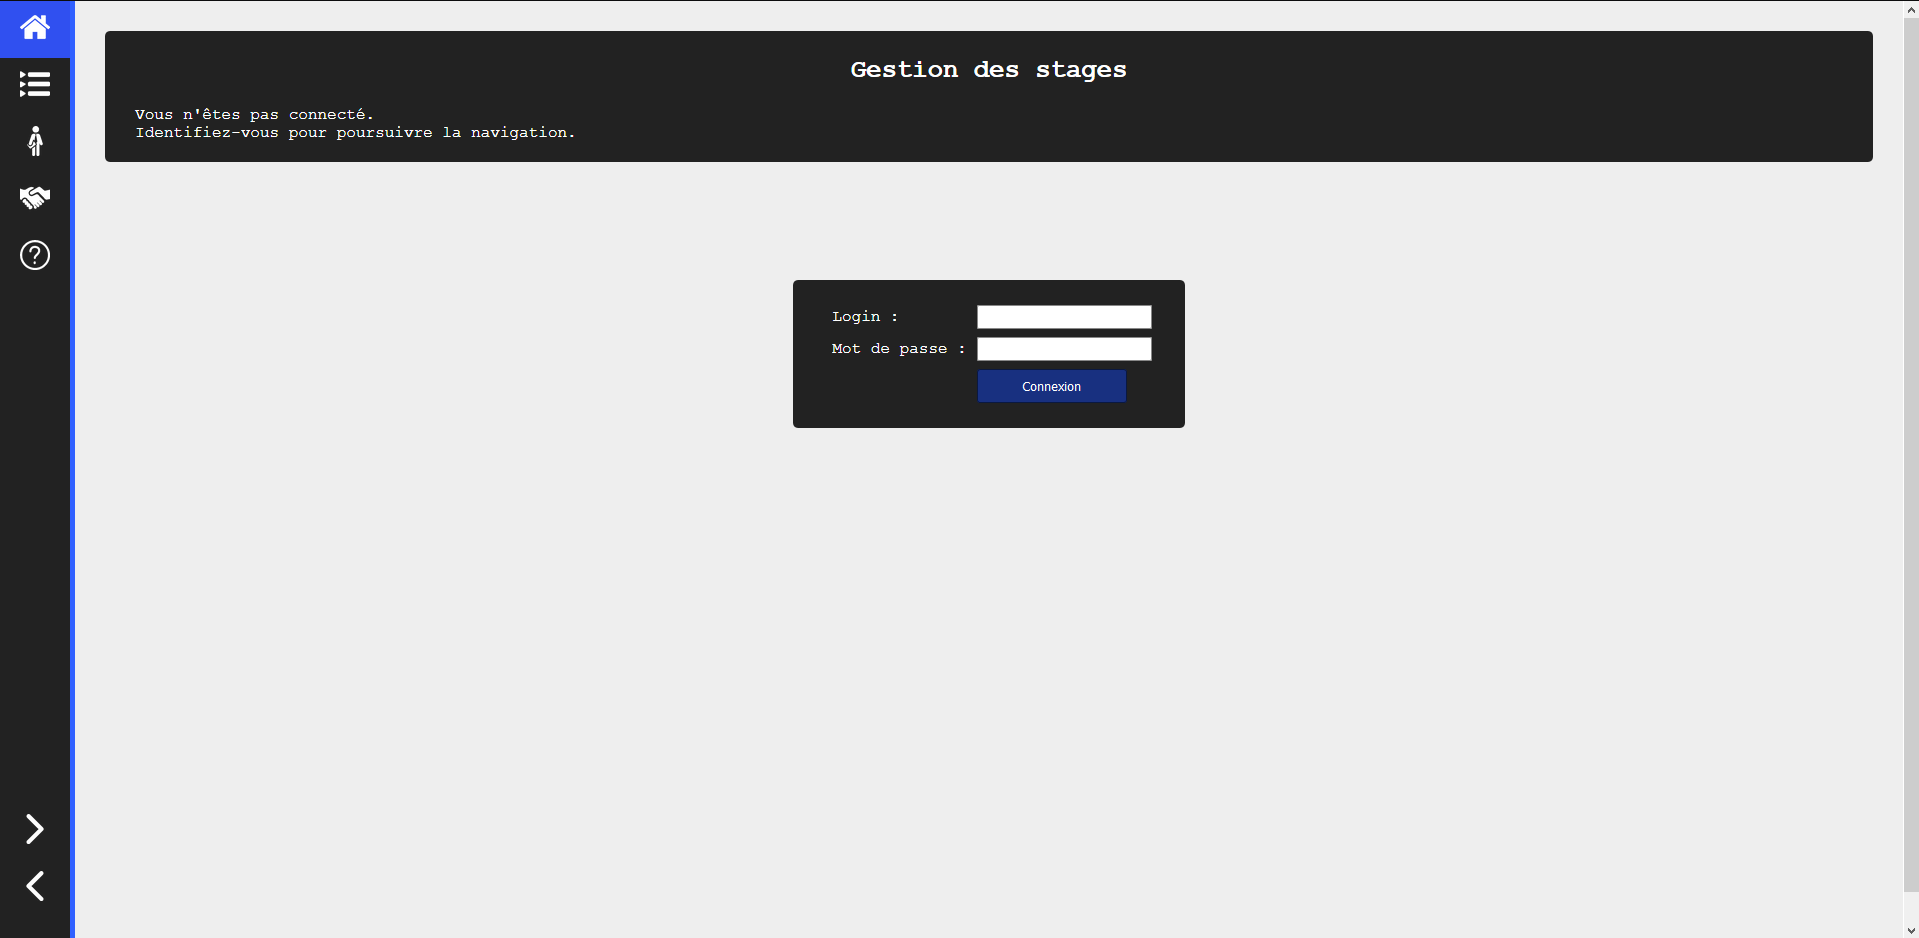 Gestion des stages
Vous n'êtes pas connecté.
Identifiez-vous pour poursuivre la navigation.
Login :
Mot de passe :
Connexion